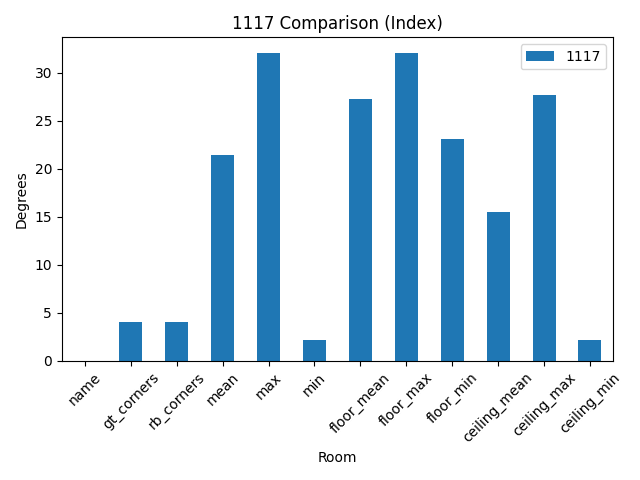 1117 Comparison (Index)
1117
Degrees
30
25
20
15
10
5
0
name
gt_corners
rb_corners
mean
max
min
floor_mean
floor_max
floor_min
ceiling_mean
ceiling_max
ceiling_min
Room